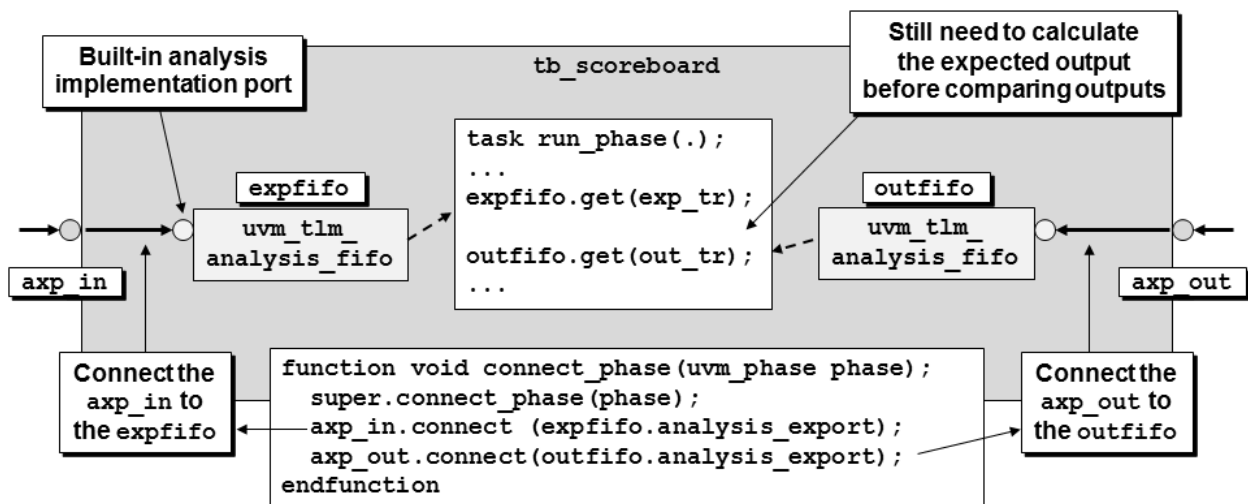 Built-in analysis
implementation port
tb_scoreboard
Still need to calculate
the expected output
before comparing outputs
task run_phase(.);
...
expfifo.get(exp_tr);
outfifo.get(out_tr);
...
expfifo
uvm_tlm_
analysis_fifo
outfifo
uvm_tlm_
analysis_fifo
axp_in
axp_out
Connect the
axp_in to
the expfifo
function void connect_phase(uvm_phase phase);
super.connect_phase(phase);
axp_in.connect (expfifo.analysis_export);
axp_out.connect(outfifo.analysis_export);
endfunction
Connect the
axp_out to
the outfifo